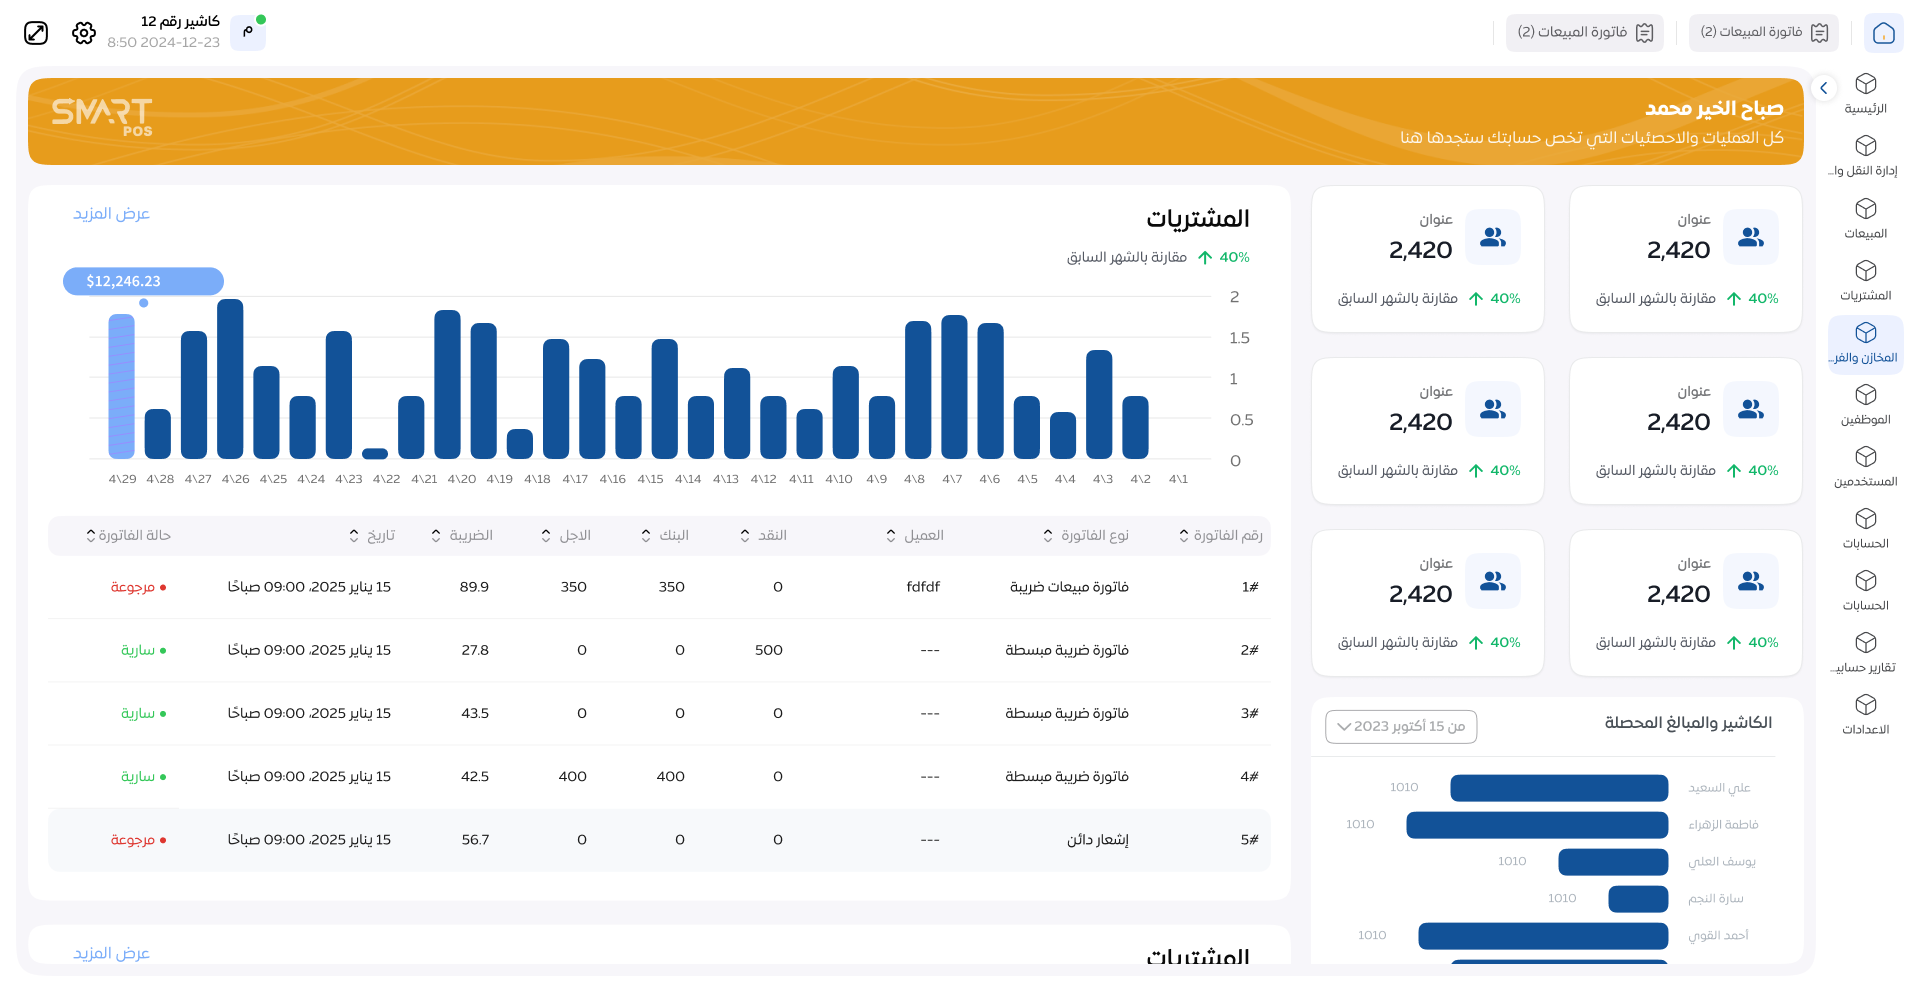 فاتورة المبيعات (2)
فاتورة المبيعات (2)
م
كاشير رقم 12
8:50 2024-12-23
الرئيسية
إدارة النقل وا...
المبيعات
المشتريات
المخازن والفر...
الموظفين
المستخدمين
الحسابات
الحسابات
تقارير حسابيـ...
الاعدادات
صباح الخير محمد
كل العمليات والاحصئيات التي تخص حسابتك ستجدها هنا
SMART
POS
عنوان
2,420
40% مقارنة بالشهر السابق
عنوان
2,420
40% مقارنة بالشهر السابق
عنوان
2,420
40% مقارنة بالشهر السابق
عنوان
2,420
40% مقارنة بالشهر السابق
عنوان
2,420
40% مقارنة بالشهر السابق
عنوان
2,420
40% مقارنة بالشهر السابق
الكاشير والمبالغ المحصلة
من 15 أكتوبر 2023
علي السعيد 1010
فاطمة الزهراء 1010
يوسف العلي 1010
سارة النجم 1010
أحمد القوي 1010
المشتريات
عرض المزيد
40% مقارنة بالشهر السابق
$12,246.23
2
1.5
1
0.5
0
4\29 4\28 4\27 4\26 4\25 4\24 4\23 4\22 4\21 4\20 4\19 4\18 4\17 4\16 4\15 4\14 4\13 4\12 4\11 4\10 4\9 4\8 4\7 4\6 4\5 4\4 4\3 4\2 4\1
رقم الفاتورة نوع الفاتورة العميل النقد البنك الاجل الضريبة تاريخ حالة الفاتورة
1# فاتورة مبيعات ضريبة fdfdf 0 350 350 89.9 15 يناير 2025، 09:00 صباحًا مرجوعة
2# فاتورة ضريبة مبسطة --- 500 0 0 27.8 15 يناير 2025، 09:00 صباحًا سارية
3# فاتورة ضريبة مبسطة --- 0 0 0 43.5 15 يناير 2025، 09:00 صباحًا سارية
4# فاتورة ضريبة مبسطة --- 0 400 400 42.5 15 يناير 2025، 09:00 صباحًا سارية
5# إشعار دائن --- 0 0 0 56.7 15 يناير 2025، 09:00 صباحًا مرجوعة
المشتريات
عرض المزيد